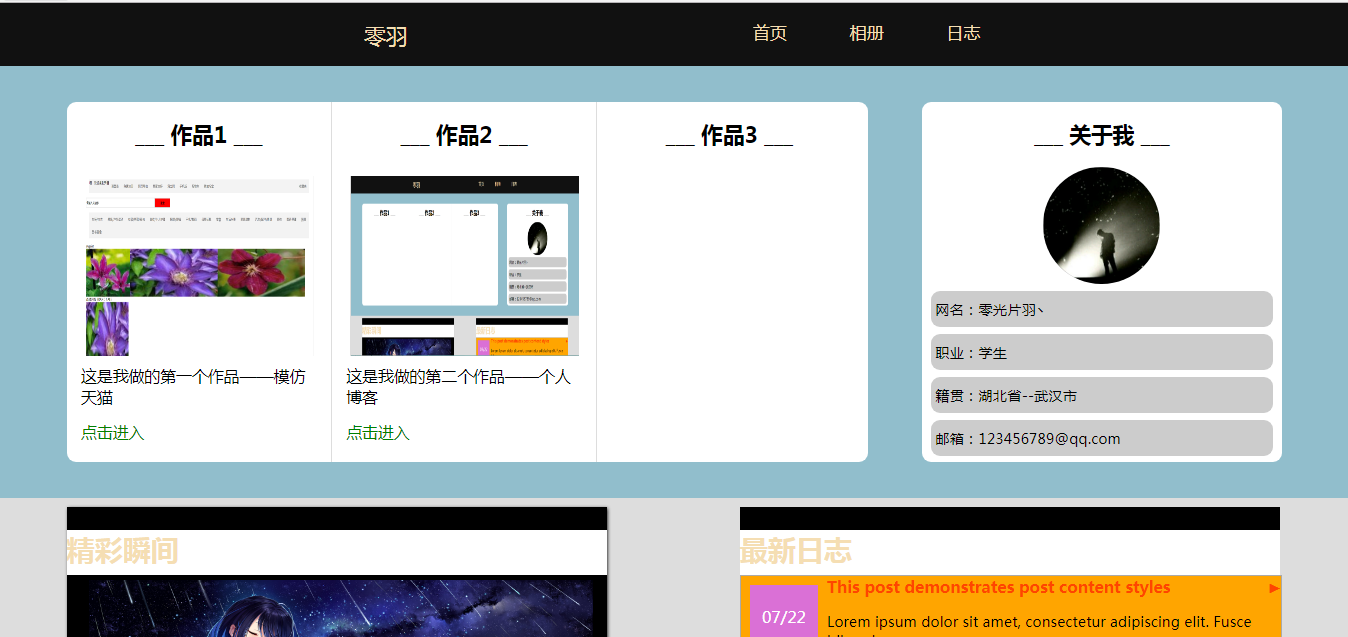 零羽
首页 相册 日志
___ 作品1 ___
这是我做的第一个作品——模仿
天猫
点击进入
___ 作品2 ___
这是我做的第二个作品——个人
博客
点击进入
___ 作品3 ___
___ 关于我 ___
网名：零光片羽丶
职业：学生
籍贯：湖北省--武汉市
邮箱：123456789@qq.com
精彩瞬间
最新日志
07/22
This post demonstrates post content styles ►
Lorem ipsum dolor sit amet, consectetur adipiscing elit. Fusce